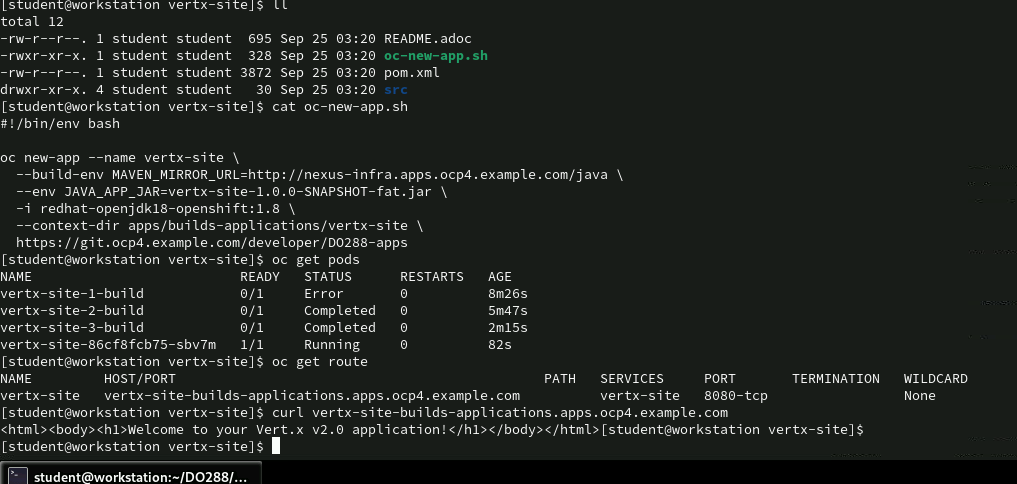 [student@workstation vertx-site]$ ll
total 12
-rw-r--r--. 1 student student  695 Sep 25 03:20 README.adoc
-rwxr-xr-x. 1 student student  328 Sep 25 03:20 oc-new-app.sh
-rw-r--r--. 1 student student 3872 Sep 25 03:20 pom.xml
drwxr-xr-x. 4 student student   30 Sep 25 03:20 src
[student@workstation vertx-site]$ cat oc-new-app.sh
#!/bin/env bash

oc new-app --name vertx-site \
  --build-env MAVEN_MIRROR_URL=http://nexus-infra.apps.ocp4.example.com/java \
  --env JAVA_APP_JAR=vertx-site-1.0.0-SNAPSHOT-fat.jar \
  -i redhat-openjdk18-openshift:1.8 \
  --context-dir apps/builds-applications/vertx-site \
  https://git.ocp4.example.com/developer/DO288-apps
[student@workstation vertx-site]$ oc get pods
NAME                          READY   STATUS      RESTARTS   AGE
vertx-site-1-build            0/1     Error       0          8m26s
vertx-site-2-build            0/1     Completed   0          5m47s
vertx-site-3-build            0/1     Completed   0          2m15s
vertx-site-86cf8fcb75-sbv7m   1/1     Running     0          82s
[student@workstation vertx-site]$ oc get route
NAME         HOST/PORT                                              PATH   SERVICES     PORT       TERMINATION   WILDCARD
vertx-site   vertx-site-builds-applications.apps.ocp4.example.com          vertx-site   8080-tcp                 None
[student@workstation vertx-site]$ curl vertx-site-builds-applications.apps.ocp4.example.com
<html><body><h1>Welcome to your Vert.x v2.0 application!</h1></body></html>[student@workstation vertx-site]$
[student@workstation vertx-site]$
student@workstation:~/DO288/...